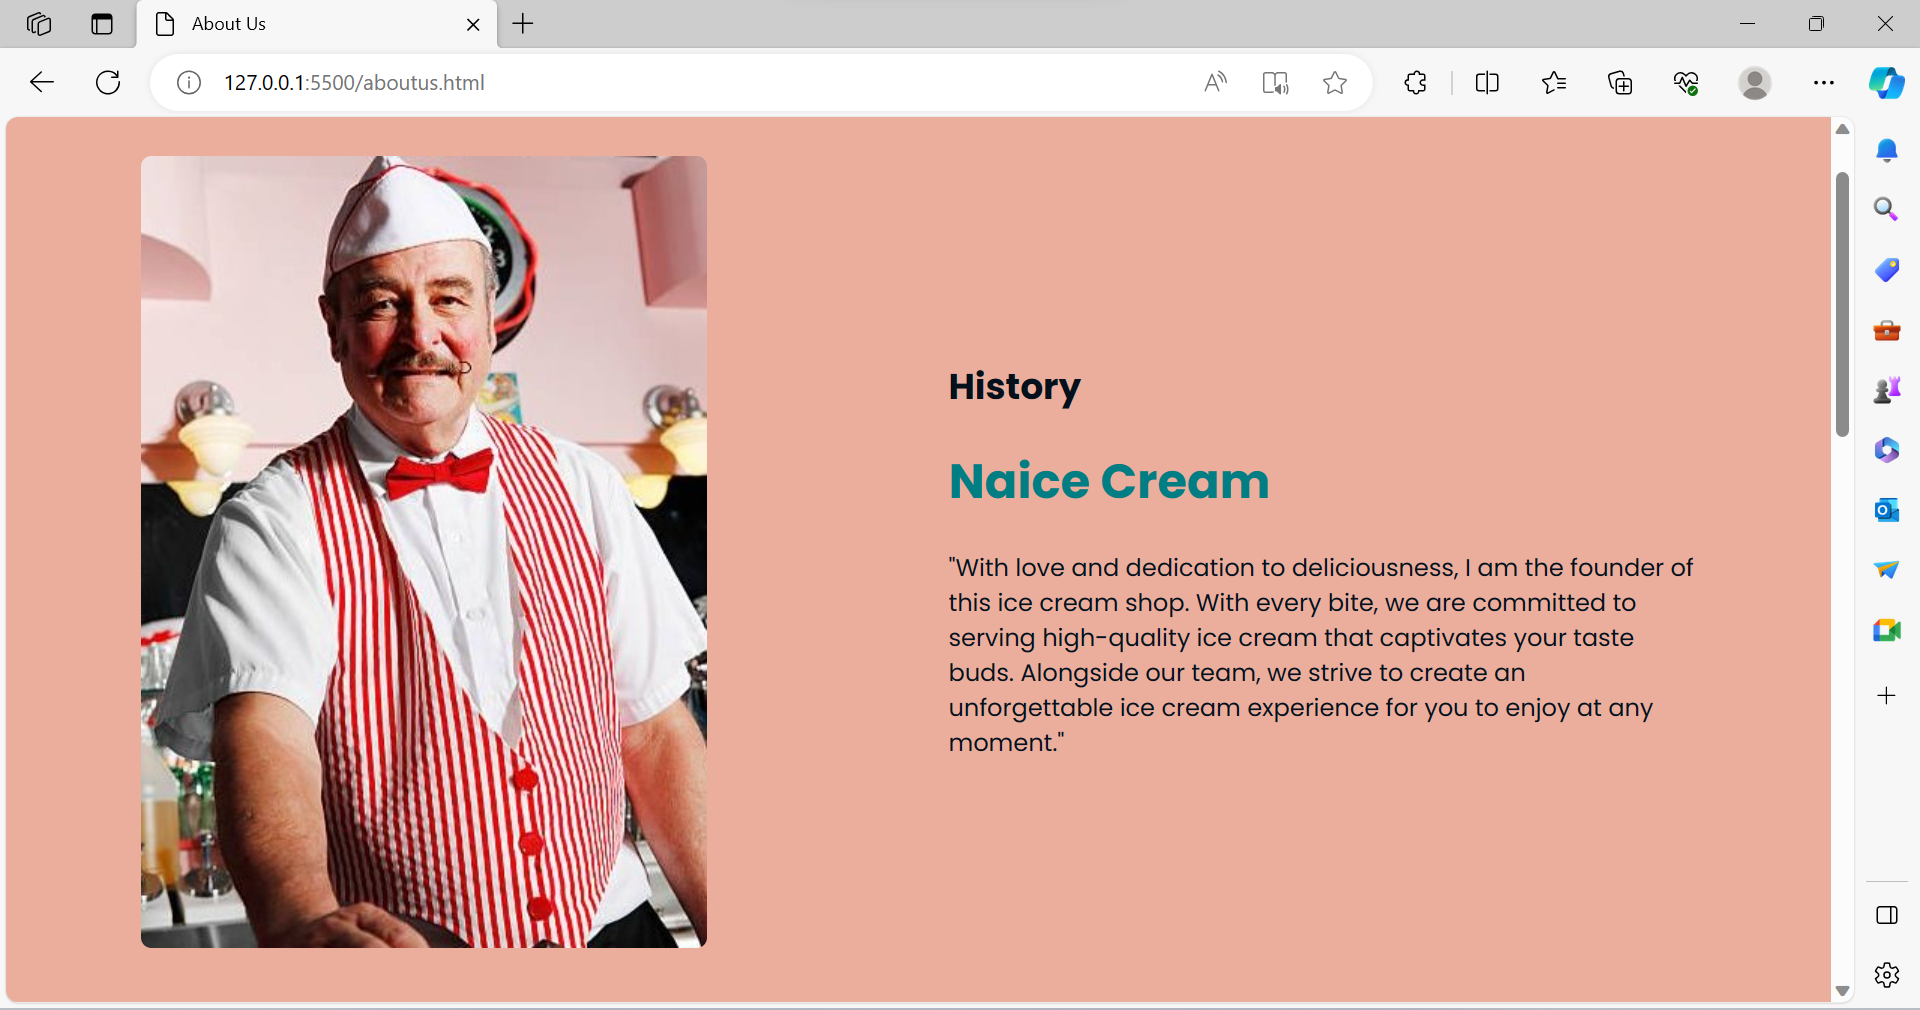 About Us
127.0.0.1:5500/aboutus.html
History
Naice Cream
"With love and dedication to deliciousness, I am the founder of
this ice cream shop. With every bite, we are committed to
serving high-quality ice cream that captivates your taste
buds. Alongside our team, we strive to create an
unforgettable ice cream experience for you to enjoy at any
moment."